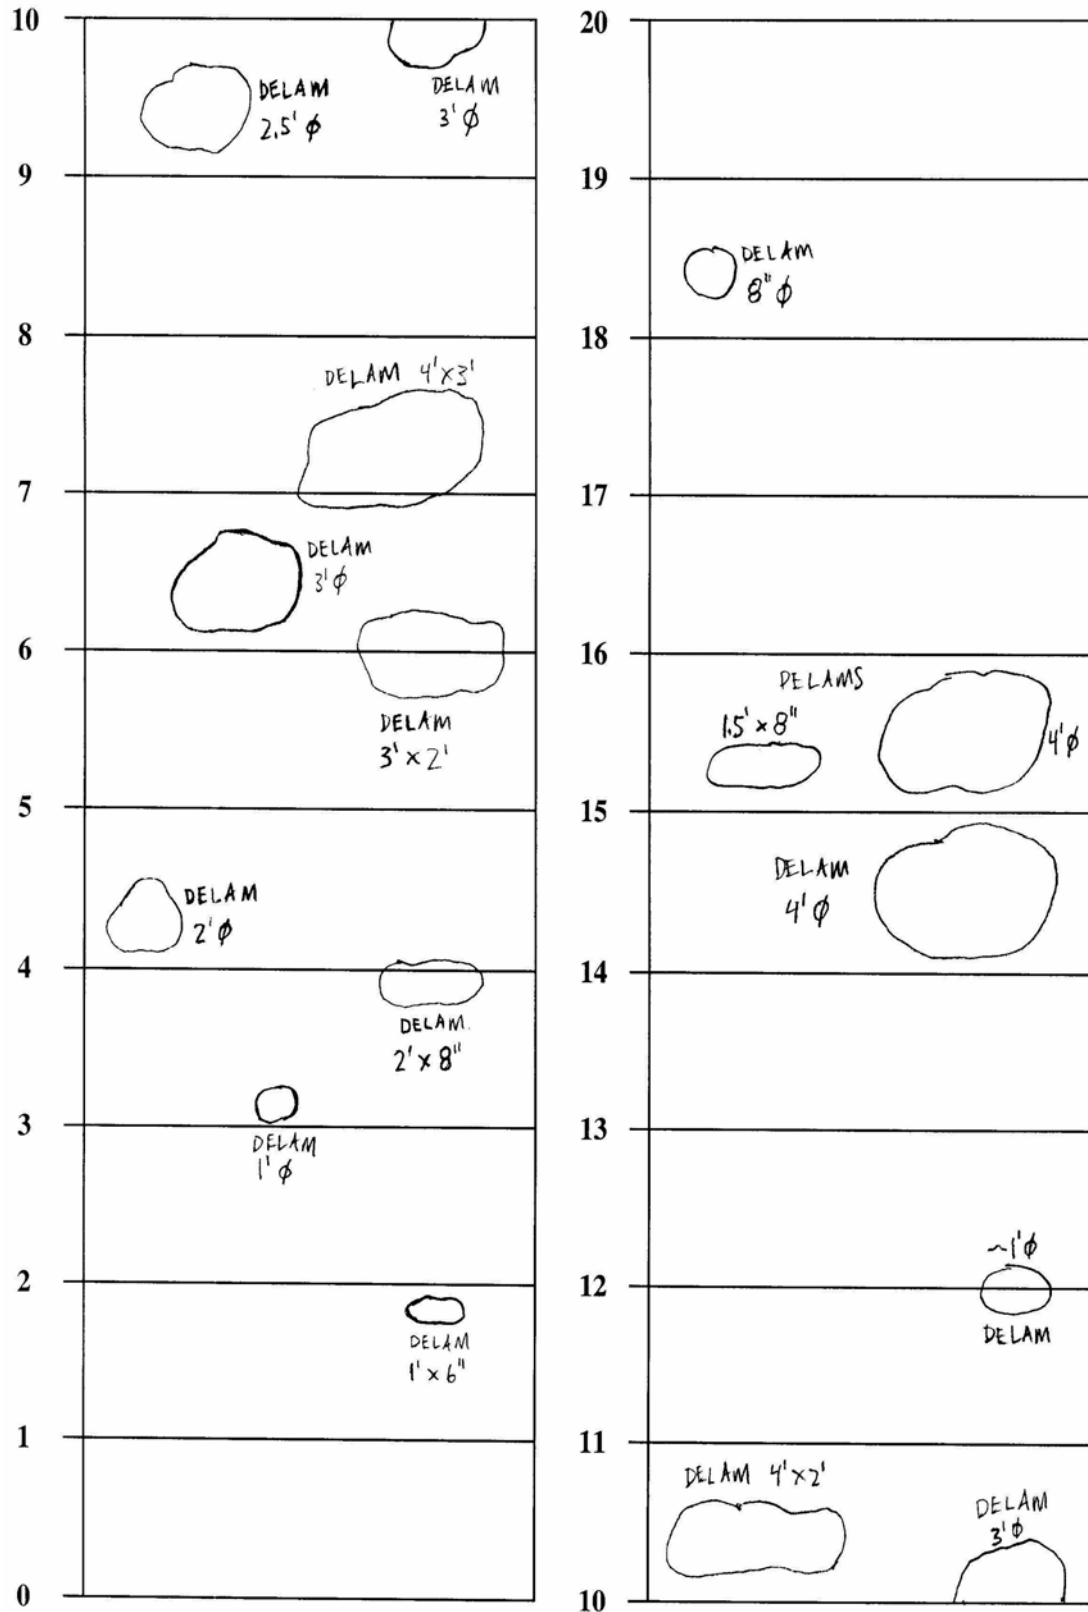 10
DELAM
2.5' ϕ
DELAM
3' ϕ
9
8
DELAM 4'x3'
7
DELAM
3' ϕ
6
DELAM
3' x 2'
5
DELAM
2' ϕ
4
DELAM.
2' x 8"
3
DELAM
1' ϕ
2
DELAM
1' x 6"
1
0
20
19
DELAM
8" ϕ
18
17
16
DELAMS
1.5' x 8"
4' ϕ
15
DELAM
4' ϕ
14
13
~1' ϕ
12
DELAM
11
DELAM 4'x2'
DELAM
3' ϕ
10